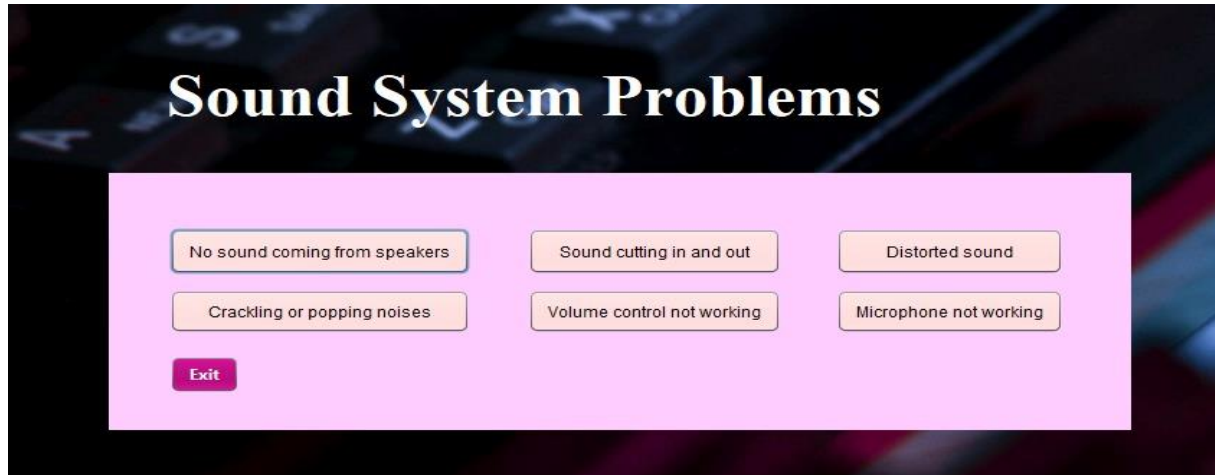 Sound System Problems
No sound coming from speakers
Sound cutting in and out
Distorted sound
Crackling or popping noises
Volume control not working
Microphone not working
Exit